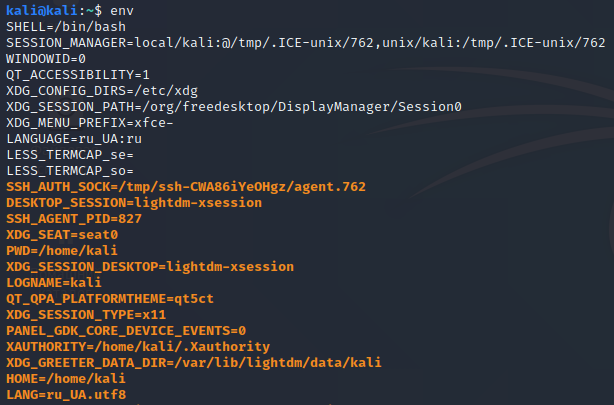 kali@kali:~$ env
SHELL=/bin/bash
SESSION_MANAGER=local/kali:@/tmp/.ICE-unix/762,unix/kali:/tmp/.ICE-unix/762
WINDOWID=0
QT_ACCESSIBILITY=1
XDG_CONFIG_DIRS=/etc/xdg
XDG_SESSION_PATH=/org/freedesktop/DisplayManager/Session0
XDG_MENU_PREFIX=xfce-
LANGUAGE=ru_UA:ru
LESS_TERMCAP_se=
LESS_TERMCAP_so=
SSH_AUTH_SOCK=/tmp/ssh-CWA86iYeOHgz/agent.762
DESKTOP_SESSION=lightdm-xsession
SSH_AGENT_PID=827
XDG_SEAT=seat0
PWD=/home/kali
XDG_SESSION_DESKTOP=lightdm-xsession
LOGNAME=kali
QT_QPA_PLATFORMTHEME=qt5ct
XDG_SESSION_TYPE=x11
PANEL_GDK_CORE_DEVICE_EVENTS=0
XAUTHORITY=/home/kali/.Xauthority
XDG_GREETER_DATA_DIR=/var/lib/lightdm/data/kali
HOME=/home/kali
LANG=ru_UA.utf8